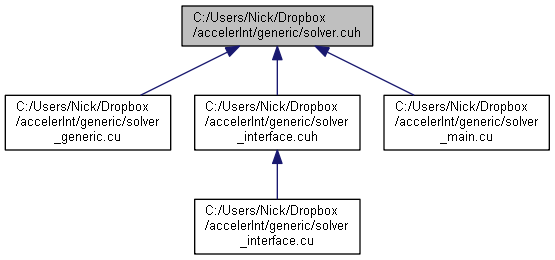 C:/Users/Nick/Dropbox
/accelerInt/generic/solver.cuh
C:/Users/Nick/Dropbox
/accelerInt/generic/solver
_generic.cu
C:/Users/Nick/Dropbox
/accelerInt/generic/solver
_interface.cuh
C:/Users/Nick/Dropbox
/accelerInt/generic/solver
_main.cu
C:/Users/Nick/Dropbox
/accelerInt/generic/solver
_interface.cu